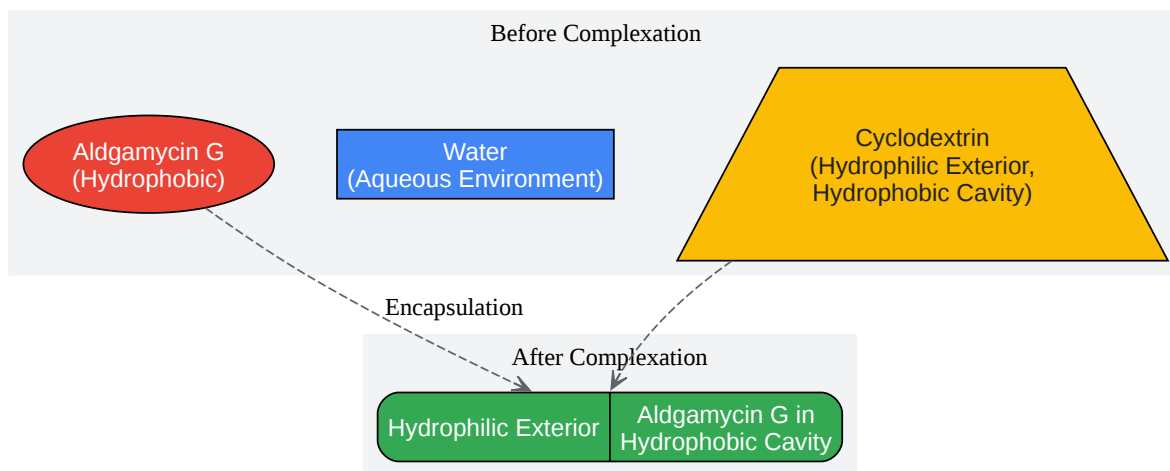 Before Complexation
Aldgamycin G
(Hydrophobic)
Water
(Aqueous Environment)
Cyclodextrin
(Hydrophilic Exterior,
Hydrophobic Cavity)
Encapsulation
After Complexation
Hydrophilic Exterior
Aldgamycin G in
Hydrophobic Cavity